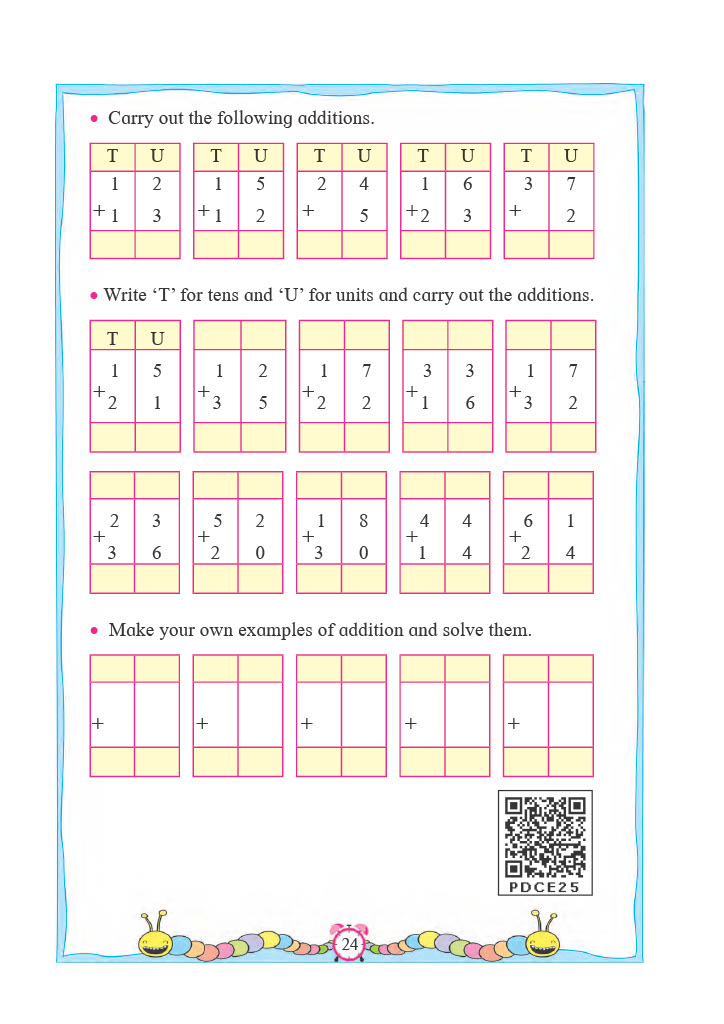 • Carry out the following additions.
T U T U T U T U T U
1 2 1 5 2 4 1 6 3 7
+ 1 3 + 1 2 + 5 + 2 3 + 2
• Write ‘T’ for tens and ‘U’ for units and carry out the additions.
T U
1 5 1 2 1 7 3 3 1 7
+ 2 1 + 3 5 + 2 2 + 1 6 + 3 2
2 3 5 2 1 8 4 4 6 1
+ 3 6 + 2 0 + 3 0 + 1 4 + 2 4
• Make your own examples of addition and solve them.
+ + + + +
PDCE25
24